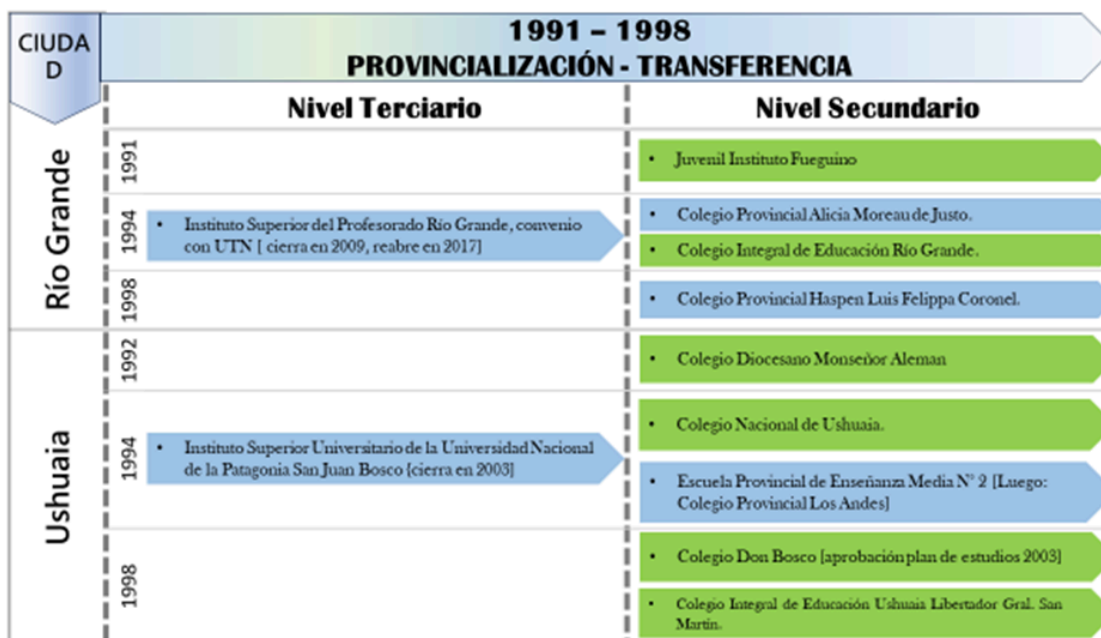 CIUDA
D
1991 – 1998
PROVINCIALIZACIÓN - TRANSFERENCIA
Nivel Terciario
Nivel Secundario
Río Grande
1991
• Juvenil Instituto Fueguino
1994
• Instituto Superior del Profesorado Río Grande, convenio
con UTN [ cierra en 2009, reabre en 2017]
• Colegio Provincial Alicia Moreau de Justo.
• Colegio Integral de Educación Río Grande.
1998
• Colegio Provincial Haspen Luis Felippa Coronel.
Ushuaia
1992
• Colegio Diocesano Monseñor Aleman
1994
• Instituto Superior Universitario de la Universidad Nacional
de la Patagonia San Juan Bosco [cierra en 2003]
• Colegio Nacional de Ushuaia.
• Escuela Provincial de Enseñanza Media N° 2 [Luego:
Colegio Provincial Los Andes]
1998
• Colegio Don Bosco [aprobación plan de estudios 2003]
• Colegio Integral de Educación Ushuaia Libertador Gral. San
Martín.